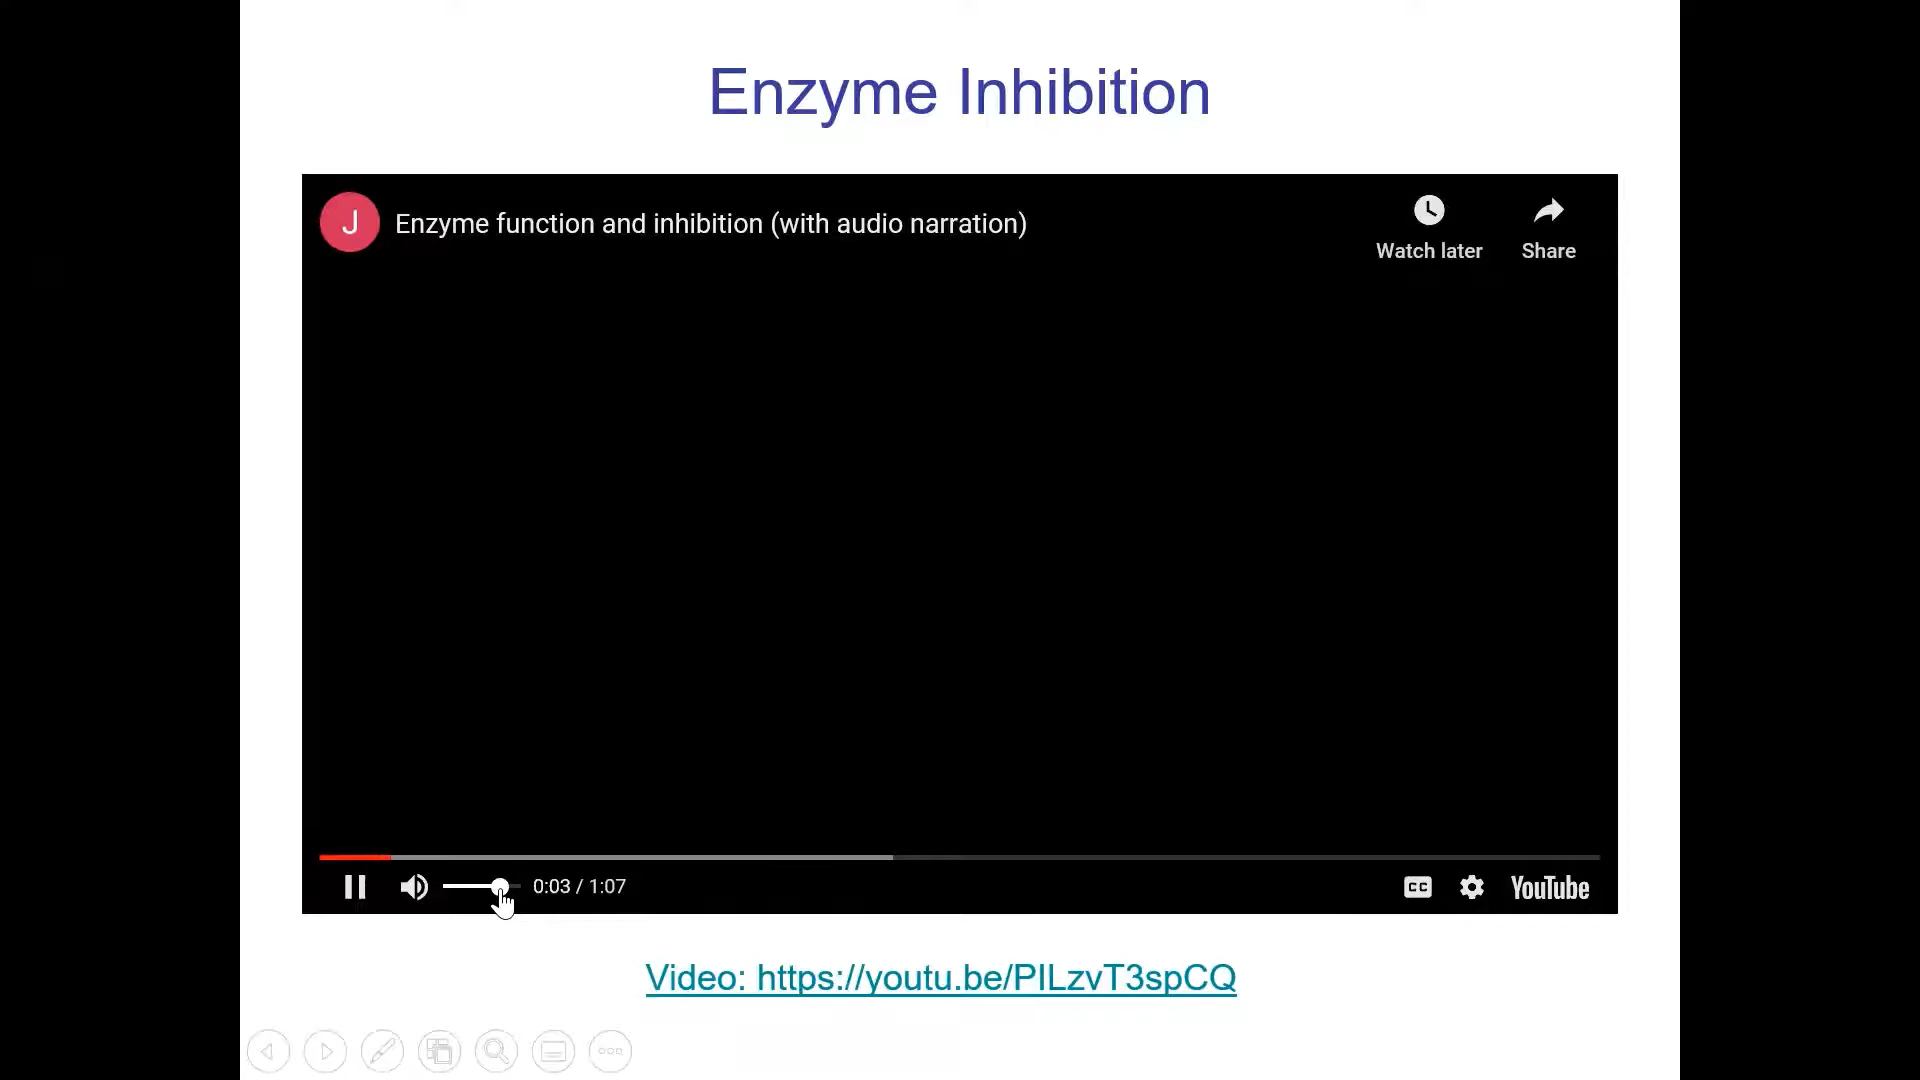 Enzyme Inhibition
J
Enzyme function and inhibition (with audio narration)
Watch later
Share
0:03 / 1:07
CC
YouTube
Video: https://youtu.be/PILzvT3spCQ